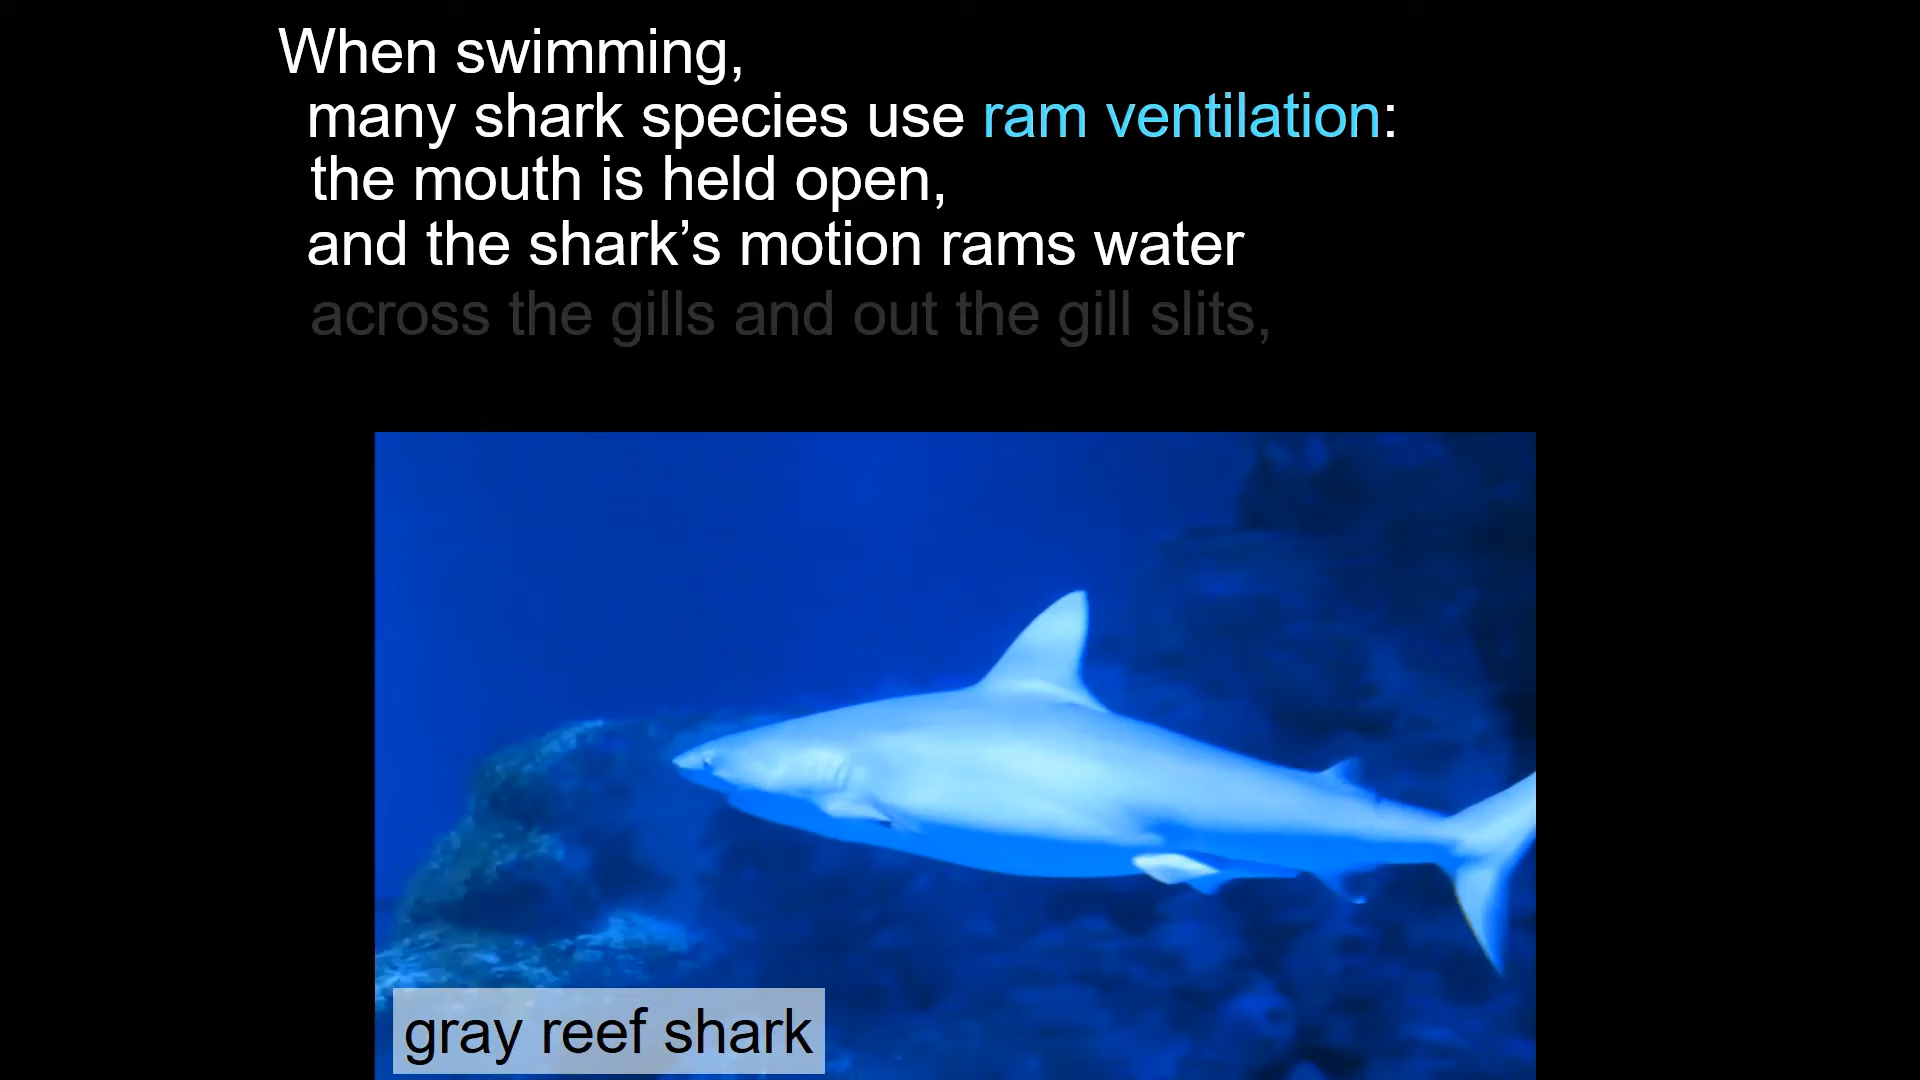 When swimming,
many shark species use ram ventilation:
the mouth is held open,
and the shark’s motion rams water
across the gills and out the gill slits,
gray reef shark